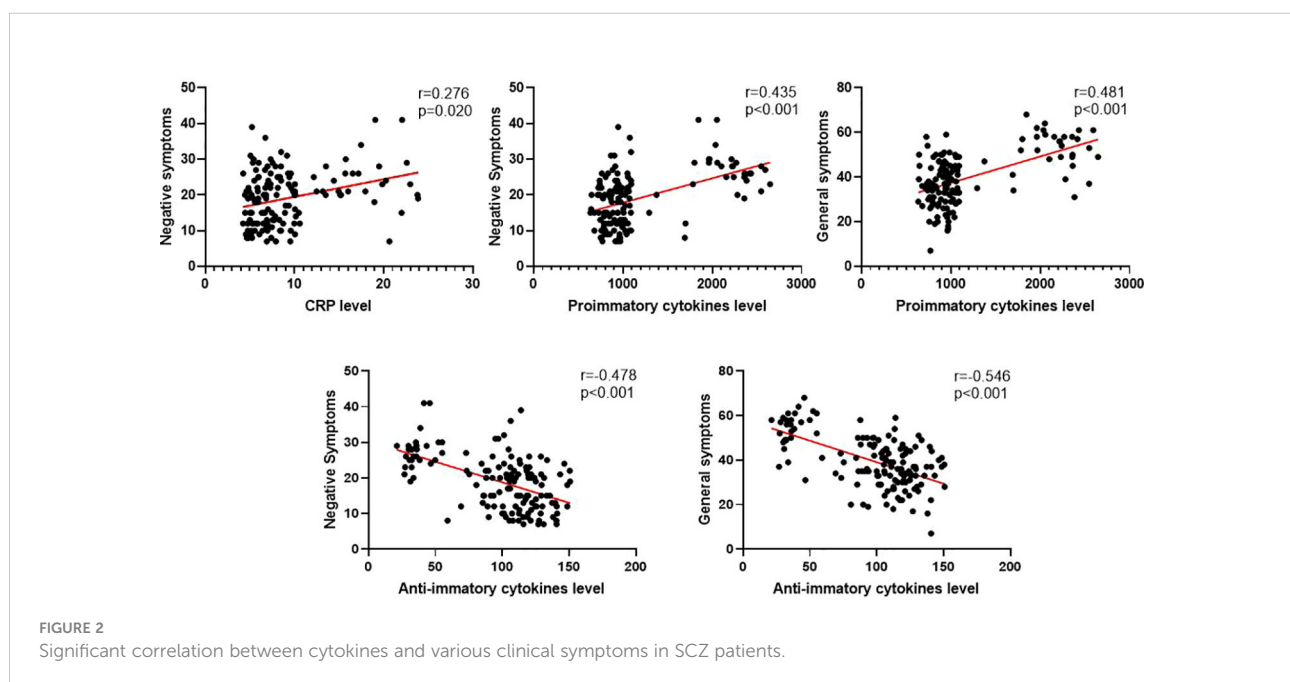 r=0.276
p=0.020
50
40
30
20
10
0
Negative symptoms
0
10
20
30
CRP level
r=0.435
p<0.001
50
40
30
20
10
0
Negative symptoms
0
1000
2000
3000
Proimmatory cytokines level
r=0.481
p<0.001
80
60
40
20
0
General symptoms
0
1000
2000
3000
Proimmatory cytokines level
r=-0.478
p<0.001
50
40
30
20
10
0
Negative Symptoms
0
50
100
150
200
Anti-immatory cytokines level
r=-0.546
p<0.001
80
60
40
20
0
General symptoms
0
50
100
150
200
Anti-immatory cytokines level
FIGURE 2
Significant correlation between cytokines and various clinical symptoms in SCZ patients.